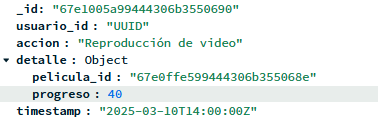 _id: "67e1005a99444306b3550690"
usuario_id : "UUID"
accion : "Reproducción de video"
detalle : Object
pelicula_id : "67e0ffe599444306b355068e"
progreso : 40
timestamp : "2025-03-10T14:00:00Z"